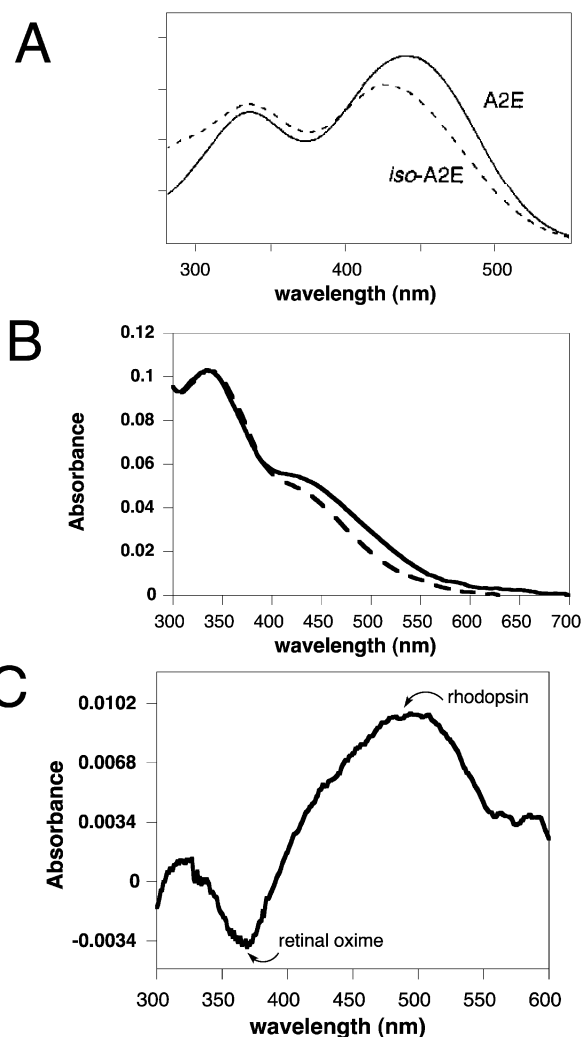 A
A2E
iso-A2E
300 400 500
wavelength (nm)
B
0.12
0.1
0.08
0.06
0.04
0.02
0
Absorbance
300 350 400 450 500 550 600 650 700
wavelength (nm)
C
0.0102
0.0068
0.0034
0
-0.0034
Absorbance
rhodopsin
retinal oxime
300 350 400 450 500 550 600
wavelength (nm)